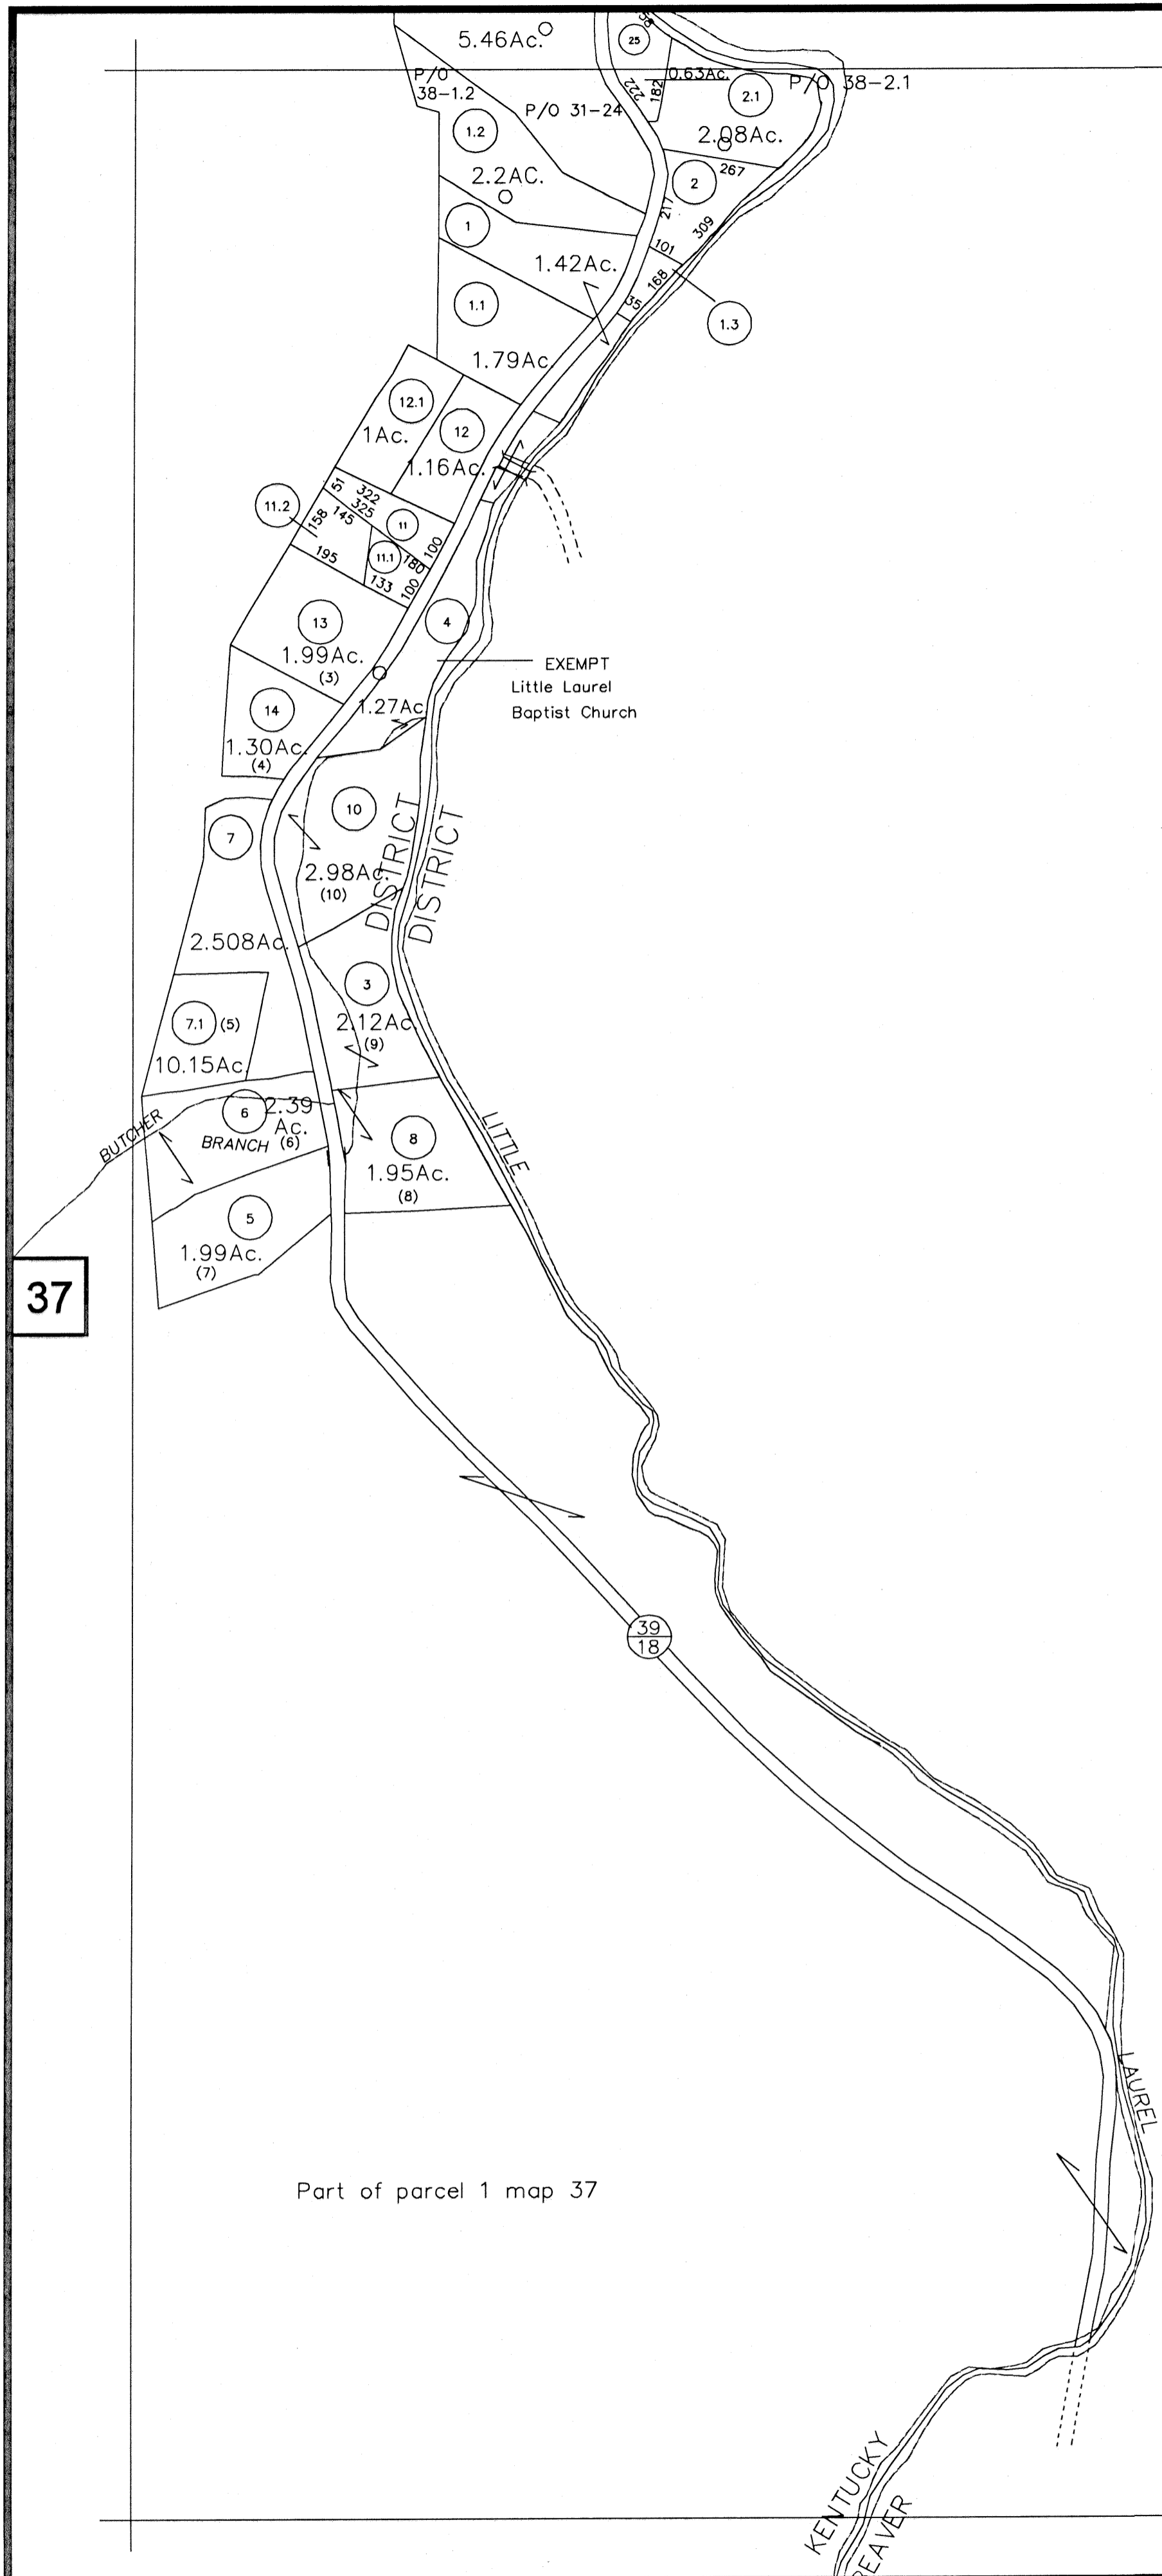 5.46Ac.
25
P/O
38-1.2
0.63Ac.
P/O 38-2.1
222
182
2.1
P/O 31-24
1.2
2.08Ac.
267
2
2.2AC.
217
1
309
101
1.42Ac.
168
35
1.1
1.3
1.79Ac.
12.1
1Ac.
12
1.16Ac.
51
322
325
11.2
158
145
11
100
195
11.1
180
133
100
13
4
1.99Ac.
(3)
EXEMPT
Little Laurel
Baptist Church
14
1.27Ac.
1.30Ac.
(4)
10
7
DISTRICT
DISTRICT
2.98Ac.
(10)
2.508Ac.
3
7.1 (5)
2.12Ac.
(9)
10.15Ac.
6
2.39
Ac.
(6)
BUTCHER
BRANCH
8
LITTLE
1.95Ac.
(8)
5
1.99Ac.
(7)
37
39
18
LAUREL
Part of parcel 1 map 37
KENTUCKY
BEAVER